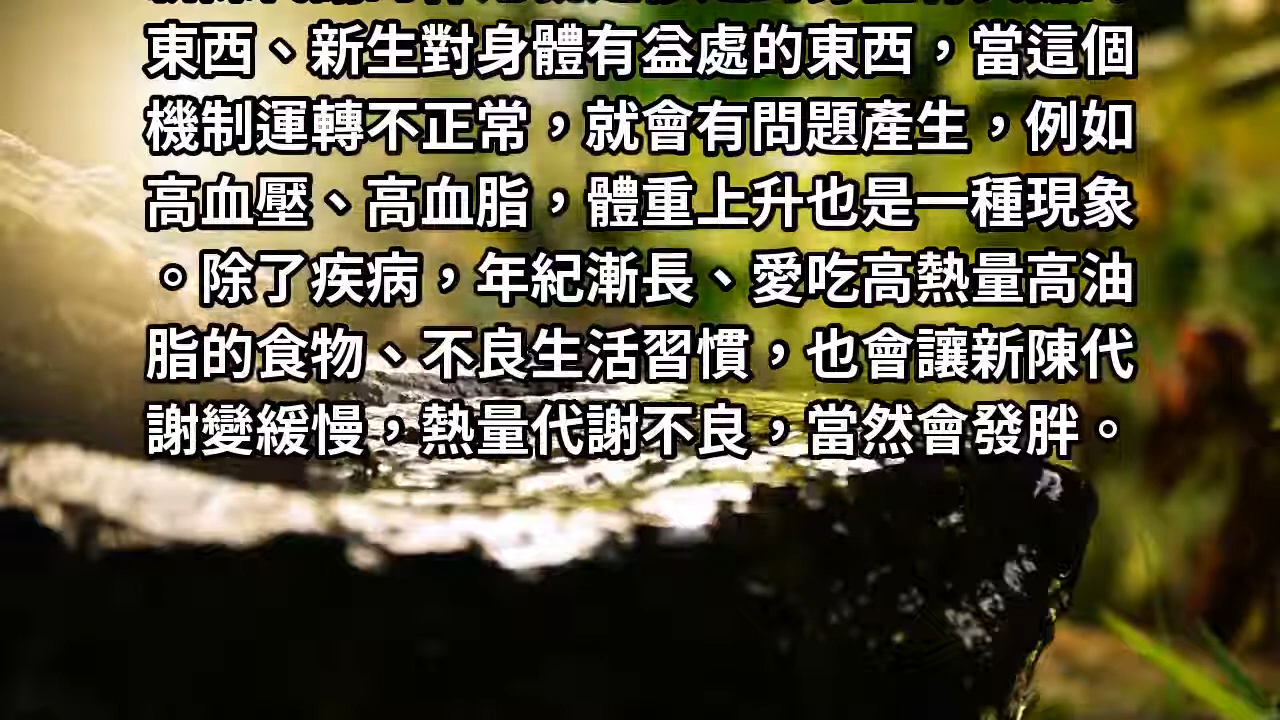 東西、新生對身體有益處的東西，當這個
機制運轉不正常，就會有問題產生，例如
高血壓、高血脂，體重上升也是一種現象
。除了疾病，年紀漸長、愛吃高熱量高油
脂的食物、不良生活習慣，也會讓新陳代
謝變緩慢，熱量代謝不良，當然會發胖。